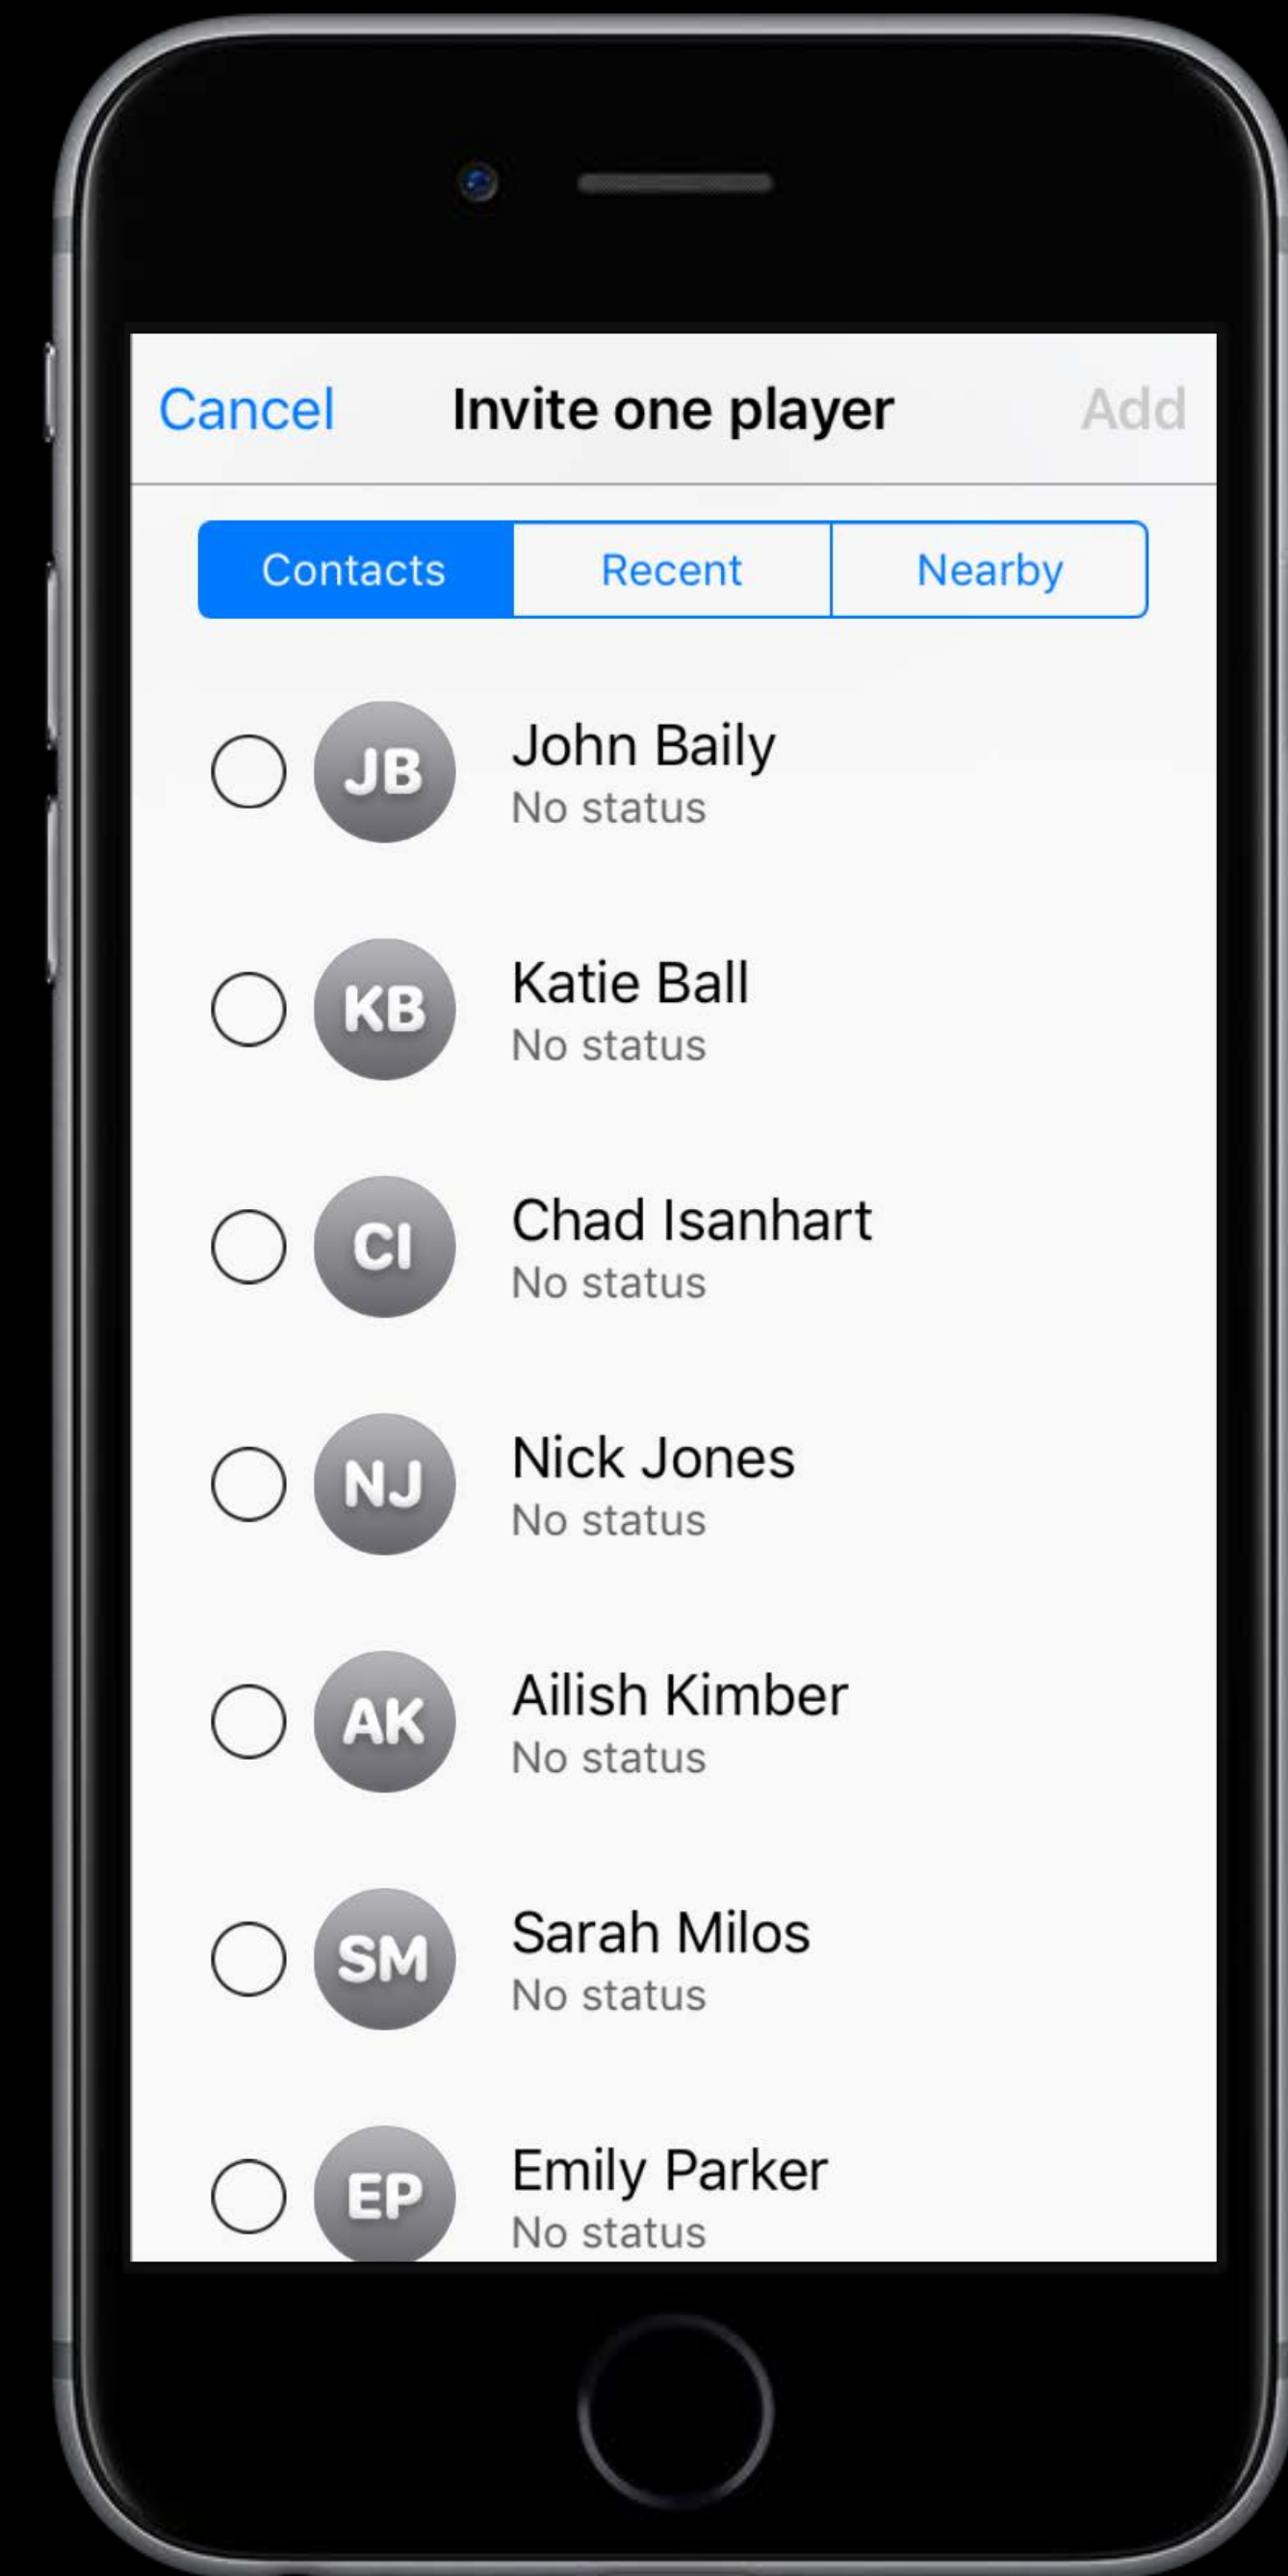 Cancel Invite one player Add
Contacts Recent Nearby
JB John Baily
No status
KB Katie Ball
No status
CI Chad Isanhart
No status
NJ Nick Jones
No status
AK Ailish Kimber
No status
SM Sarah Milos
No status
EP Emily Parker
No status